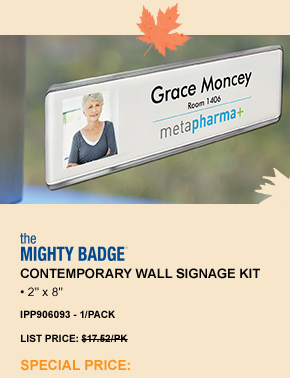 Grace Moncey
Room 1406
metapharma+
the
MIGHTY BADGE™
CONTEMPORARY WALL SIGNAGE KIT
• 2" x 8"
IPP906093 - 1/PACK
LIST PRICE: $17.52/PK
SPECIAL PRICE: